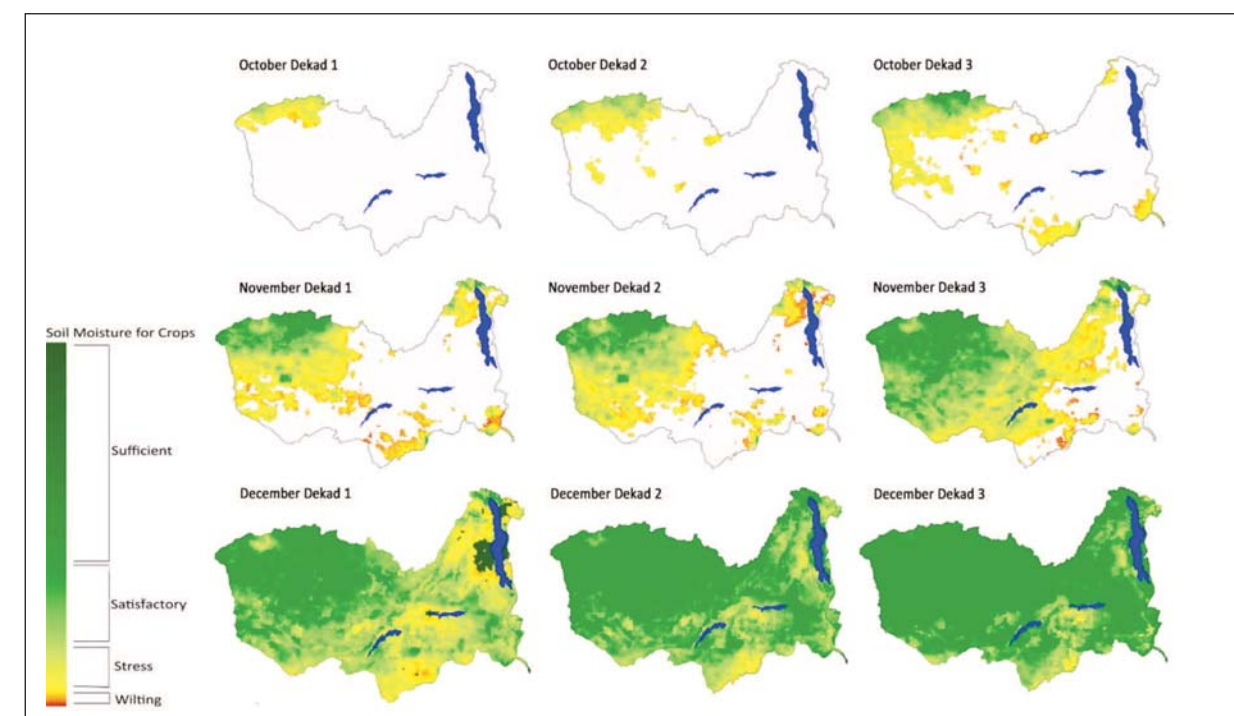 October Dekad 1
October Dekad 2
October Dekad 3
November Dekad 1
November Dekad 2
November Dekad 3
Soil Moisture for Crops
Sufficient
Satisfactory
Stress
Wilting
December Dekad 1
December Dekad 2
December Dekad 3